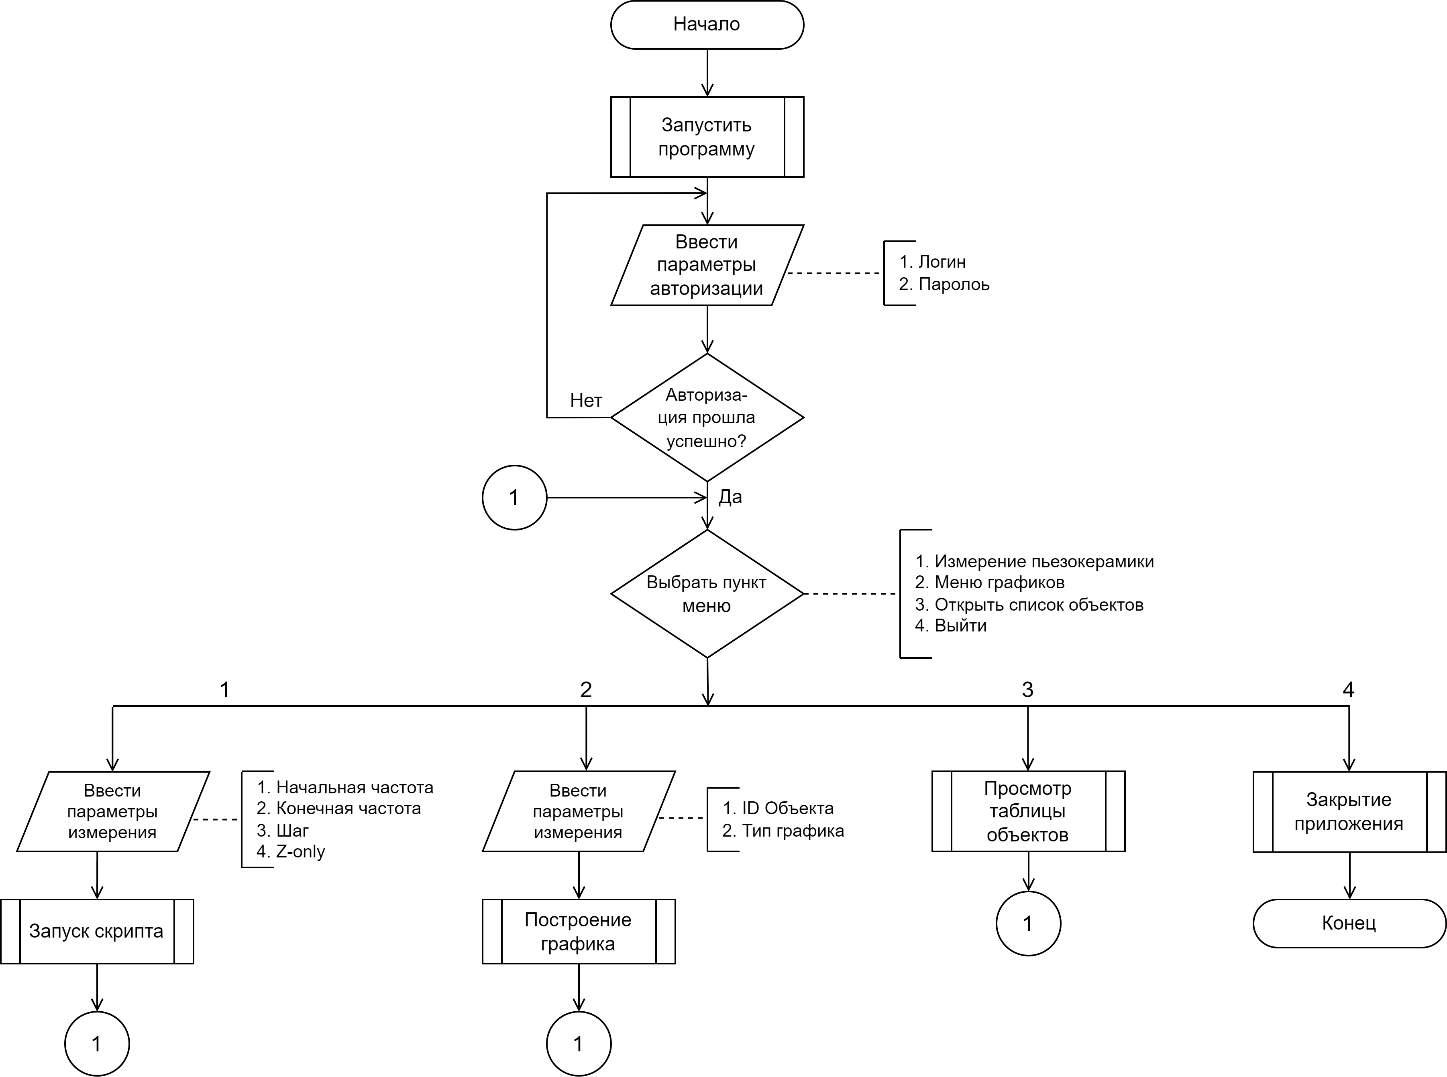 Начало
Запустить
программу
Ввести
параметры
авторизации
1. Логин
2. Паролоь
Авториза-
ция прошла
успешно?
Нет
1
Да
Выбрать пункт
меню
1. Измерение пьезокерамики
2. Меню графиков
3. Открыть список объектов
4. Выйти
1
2
3
4
Ввести
параметры
измерения
1. Начальная частота
2. Конечная частота
3. Шаг
4. Z-only
Ввести
параметры
измерения
1. ID Объекта
2. Тип графика
Просмотр
таблицы
объектов
Закрытие
приложения
Запуск скрипта
Построение
графика
1
Конец
1
1